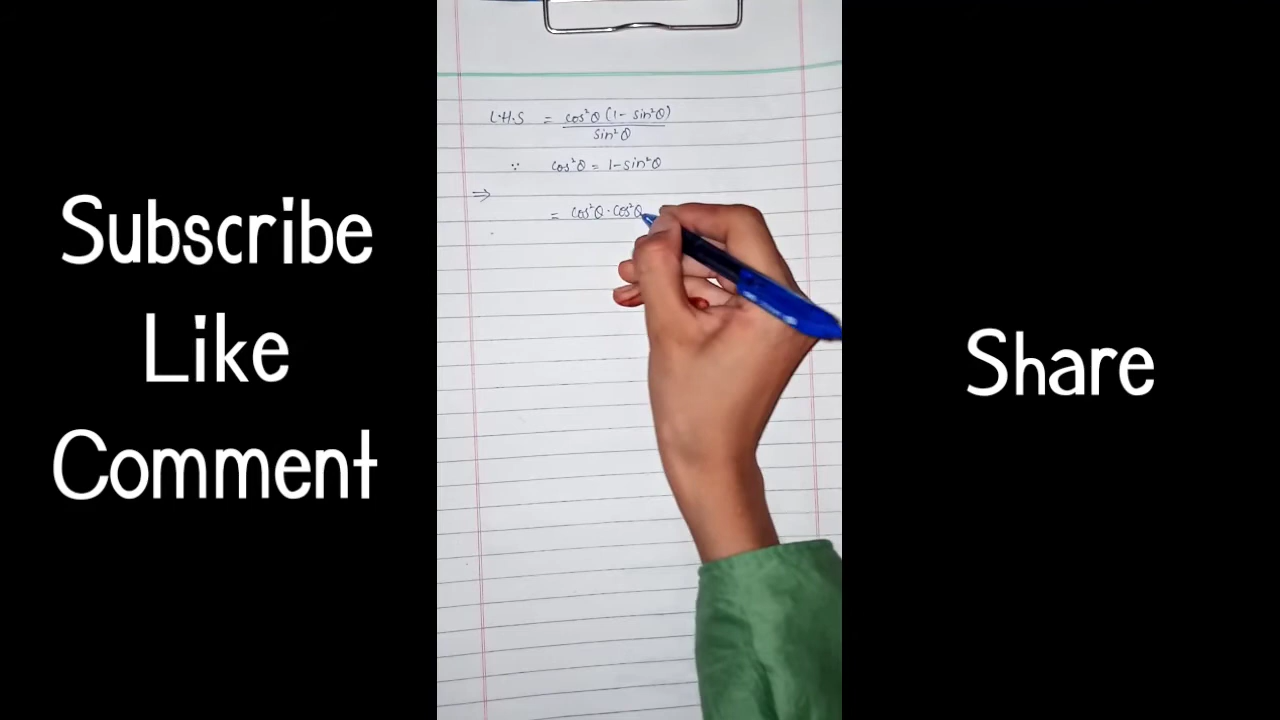 Subscribe
Like
Comment
L.H.S = cos²θ (1 - sin²θ)
sin²θ
∵ cos²θ = 1 - sin²θ
⇒
= cos²θ · cos²θ
Share